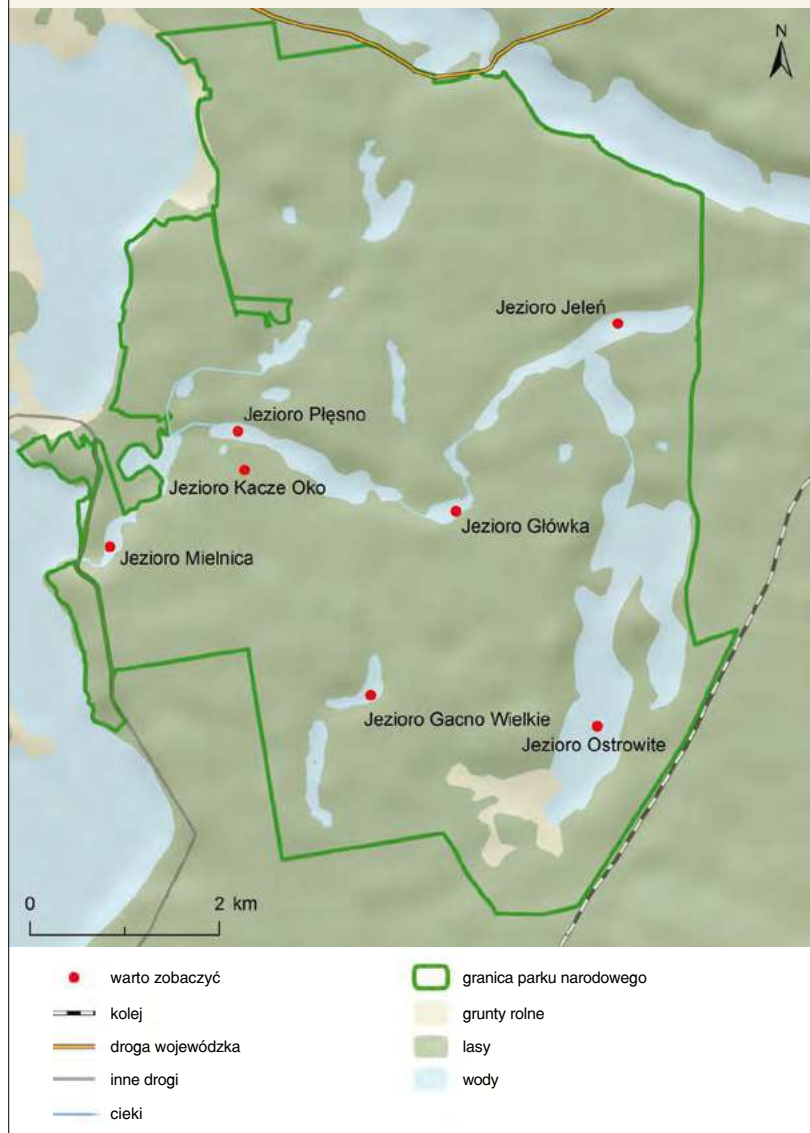 N
Jezioro Jeleń
Jezioro Płęsno
Jezioro Kacze Oko
Jezioro Główka
Jezioro Mielnica
Jezioro Gacno Wielkie
Jezioro Ostrowite
0 2 km
warto zobaczyć
kolej
droga wojewódzka
inne drogi
cieki
granica parku narodowego
grunty rolne
lasy
wody